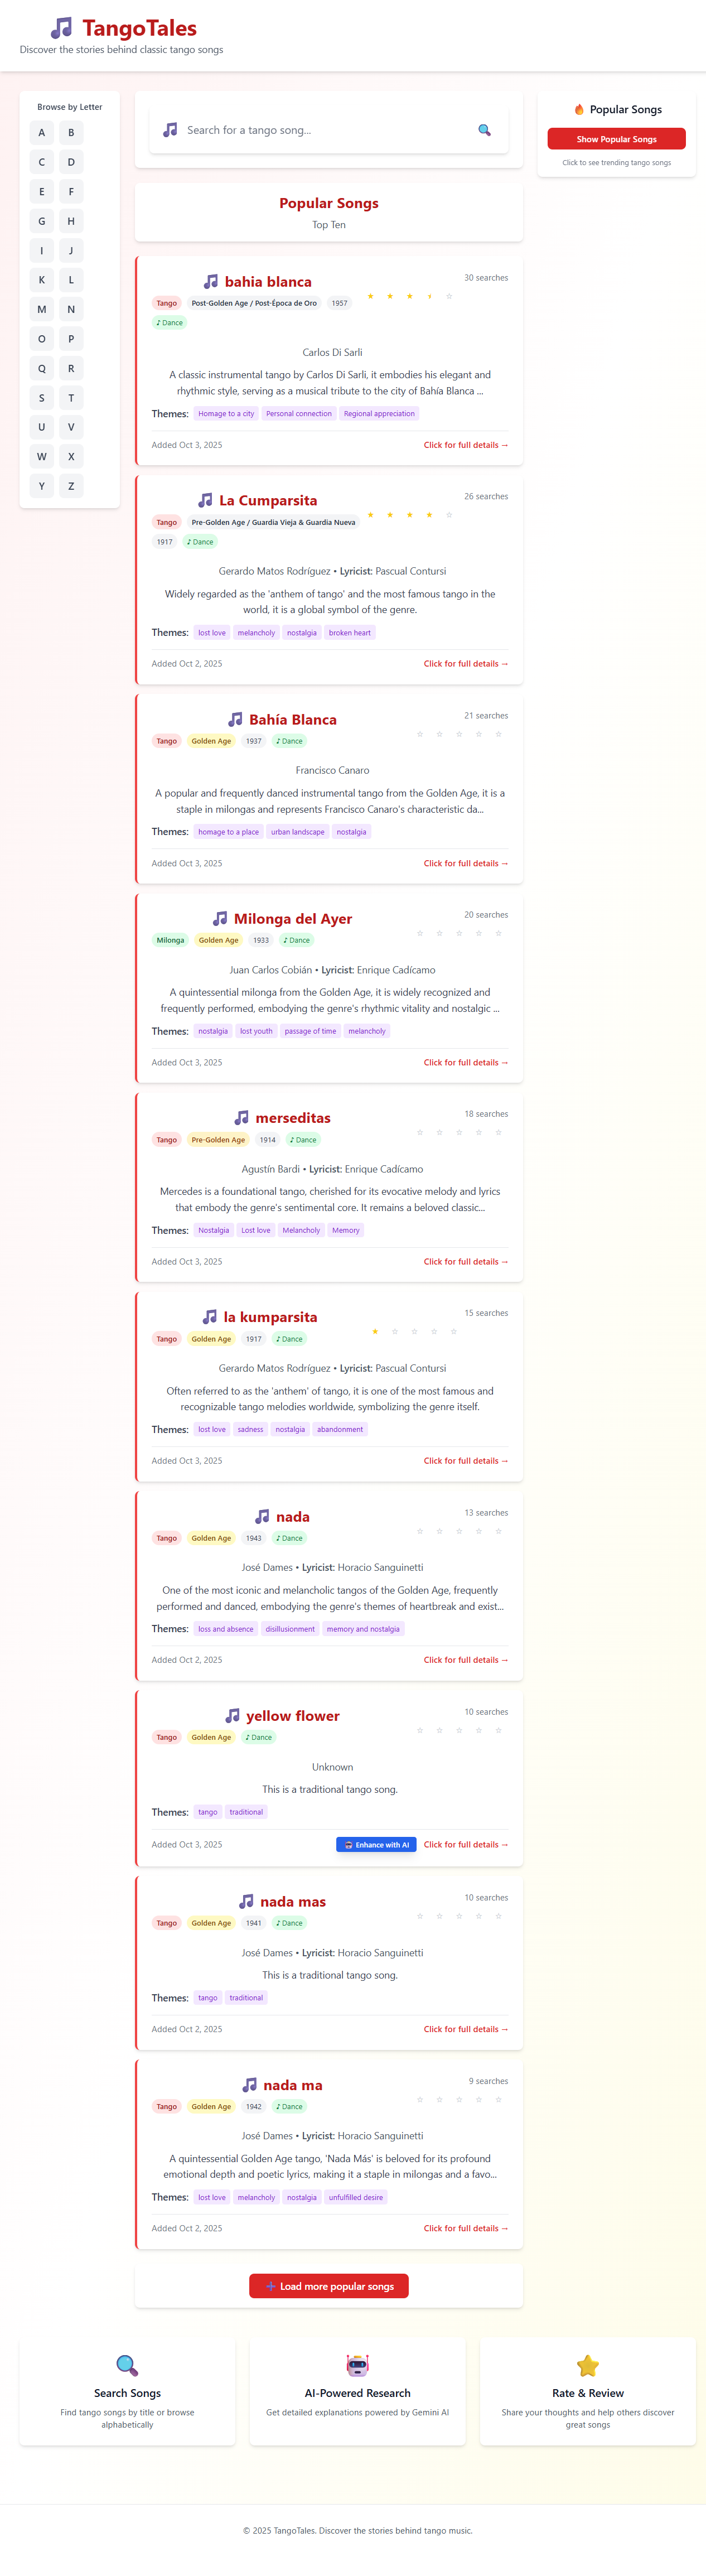 TangoTales
Discover the stories behind classic tango songs
Browse by Letter
A B
C D
E F
G H
I J
K L
M N
O P
Q R
S T
U V
W X
Y Z
Search for a tango song...
Popular Songs
Top Ten
bahia blanca
30 searches
Tango Post-Golden Age / Post-Época de Oro 1957
♪ Dance
Carlos Di Sarli
A classic instrumental tango by Carlos Di Sarli, it embodies his elegant and
rhythmic style, serving as a musical tribute to the city of Bahía Blanca ...
Themes: Homage to a city Personal connection Regional appreciation
Added Oct 3, 2025 Click for full details →
La Cumparsita
26 searches
Tango Pre-Golden Age / Guardia Vieja & Guardia Nueva
1917 ♪ Dance
Gerardo Matos Rodríguez • Lyricist: Pascual Contursi
Widely regarded as the 'anthem of tango' and the most famous tango in the
world, it is a global symbol of the genre.
Themes: lost love melancholy nostalgia broken heart
Added Oct 2, 2025 Click for full details →
Bahía Blanca
21 searches
Tango Golden Age 1937 ♪ Dance
Francisco Canaro
A popular and frequently danced instrumental tango from the Golden Age, it is a
staple in milongas and represents Francisco Canaro's characteristic da...
Themes: homage to a place urban landscape nostalgia
Added Oct 3, 2025 Click for full details →
Milonga del Ayer
20 searches
Milonga Golden Age 1933 ♪ Dance
Juan Carlos Cobián • Lyricist: Enrique Cadícamo
A quintessential milonga from the Golden Age, it is widely recognized and
frequently performed, embodying the genre's rhythmic vitality and nostalgic ...
Themes: nostalgia lost youth passage of time melancholy
Added Oct 3, 2025 Click for full details →
merseditas
18 searches
Tango Pre-Golden Age 1914 ♪ Dance
Agustín Bardi • Lyricist: Enrique Cadícamo
Mercedes is a foundational tango, cherished for its evocative melody and lyrics
that embody the genre's sentimental core. It remains a beloved classic...
Themes: Nostalgia Lost love Melancholy Memory
Added Oct 3, 2025 Click for full details →
la kumparsita
15 searches
Tango Golden Age 1917 ♪ Dance
Gerardo Matos Rodríguez • Lyricist: Pascual Contursi
Often referred to as the 'anthem' of tango, it is one of the most famous and
recognizable tango melodies worldwide, symbolizing the genre itself.
Themes: lost love sadness nostalgia abandonment
Added Oct 3, 2025 Click for full details →
nada
13 searches
Tango Golden Age 1943 ♪ Dance
José Dames • Lyricist: Horacio Sanguinetti
One of the most iconic and melancholic tangos of the Golden Age, frequently
performed and danced, embodying the genre's themes of heartbreak and exist...
Themes: loss and absence disillusionment memory and nostalgia
Added Oct 2, 2025 Click for full details →
yellow flower
10 searches
Tango Golden Age ♪ Dance
Unknown
This is a traditional tango song.
Themes: tango traditional
Added Oct 3, 2025 Enhance with AI Click for full details →
nada mas
10 searches
Tango Golden Age 1941 ♪ Dance
José Dames • Lyricist: Horacio Sanguinetti
This is a traditional tango song.
Themes: tango traditional
Added Oct 2, 2025 Click for full details →
nada ma
9 searches
Tango Golden Age 1942 ♪ Dance
José Dames • Lyricist: Horacio Sanguinetti
A quintessential Golden Age tango, 'Nada Más' is beloved for its profound
emotional depth and poetic lyrics, making it a staple in milongas and a favo...
Themes: lost love melancholy nostalgia unfulfilled desire
Added Oct 2, 2025 Click for full details →
Load more popular songs
Popular Songs
Show Popular Songs
Click to see trending tango songs
Search Songs
Find tango songs by title or browse
alphabetically
AI-Powered Research
Get detailed explanations powered by Gemini AI
Rate & Review
Share your thoughts and help others discover
great songs
© 2025 TangoTales. Discover the stories behind tango music.